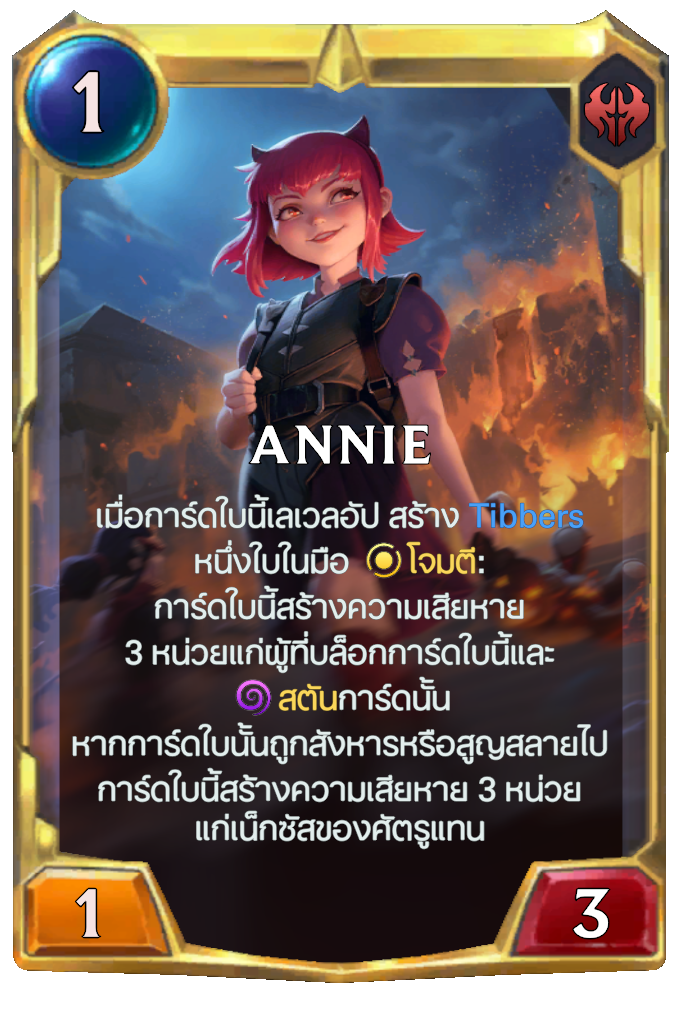 1
ANNIE
เมื่อการ์ดใบนี้เลเวลอัป สร้าง Tibbers
หนึ่งใบในมือ โจมตี:
การ์ดใบนี้สร้างความเสียหาย
3 หน่วยแก่ผู้ที่บล็อกการ์ดใบนี้และ
สตันการ์ดนั้น
หากการ์ดใบนั้นถูกสังหารหรือสูญสลายไป
การ์ดใบนี้สร้างความเสียหาย 3 หน่วย
แก่เน็กซัสของศัตรูแทน
1
3